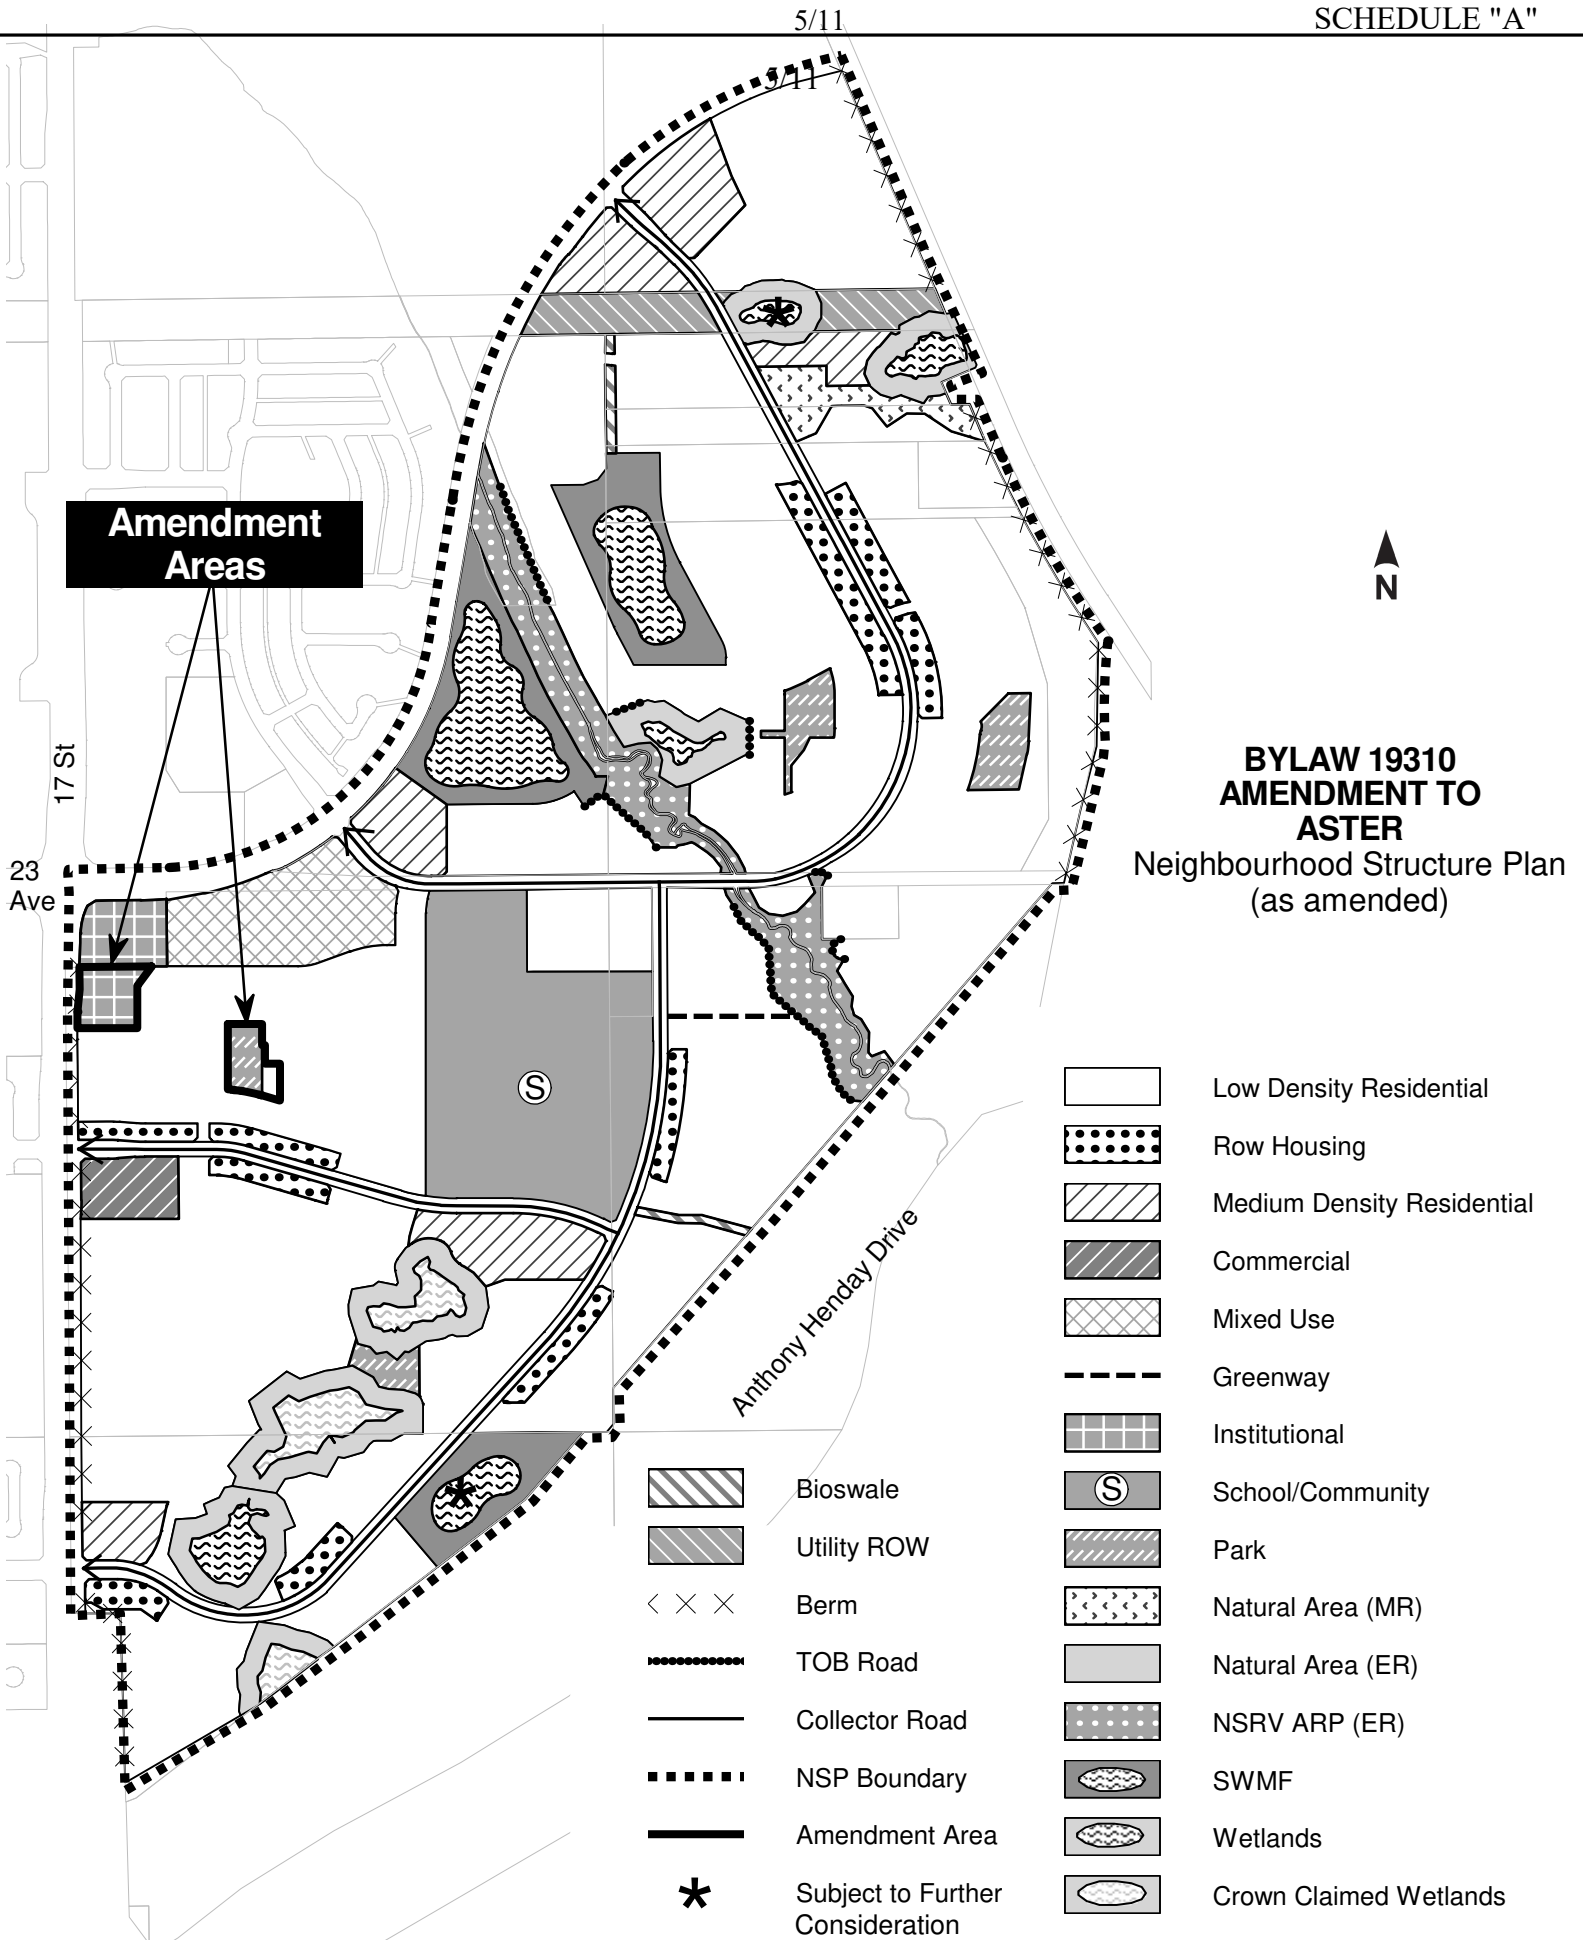 5/11
SCHEDULE "A"
5/11
Amendment
Areas
N
17 St
BYLAW 19310
AMENDMENT TO
ASTER
Neighbourhood Structure Plan
(as amended)
23
Ave
S
Anthony Henday Drive
Low Density Residential
Row Housing
Medium Density Residential
Commercial
Mixed Use
Greenway
Institutional
S
School/Community
Park
Natural Area (MR)
Natural Area (ER)
NSRV ARP (ER)
SWMF
Wetlands
Crown Claimed Wetlands
Bioswale
Utility ROW
Berm
TOB Road
Collector Road
NSP Boundary
Amendment Area
Subject to Further
Consideration